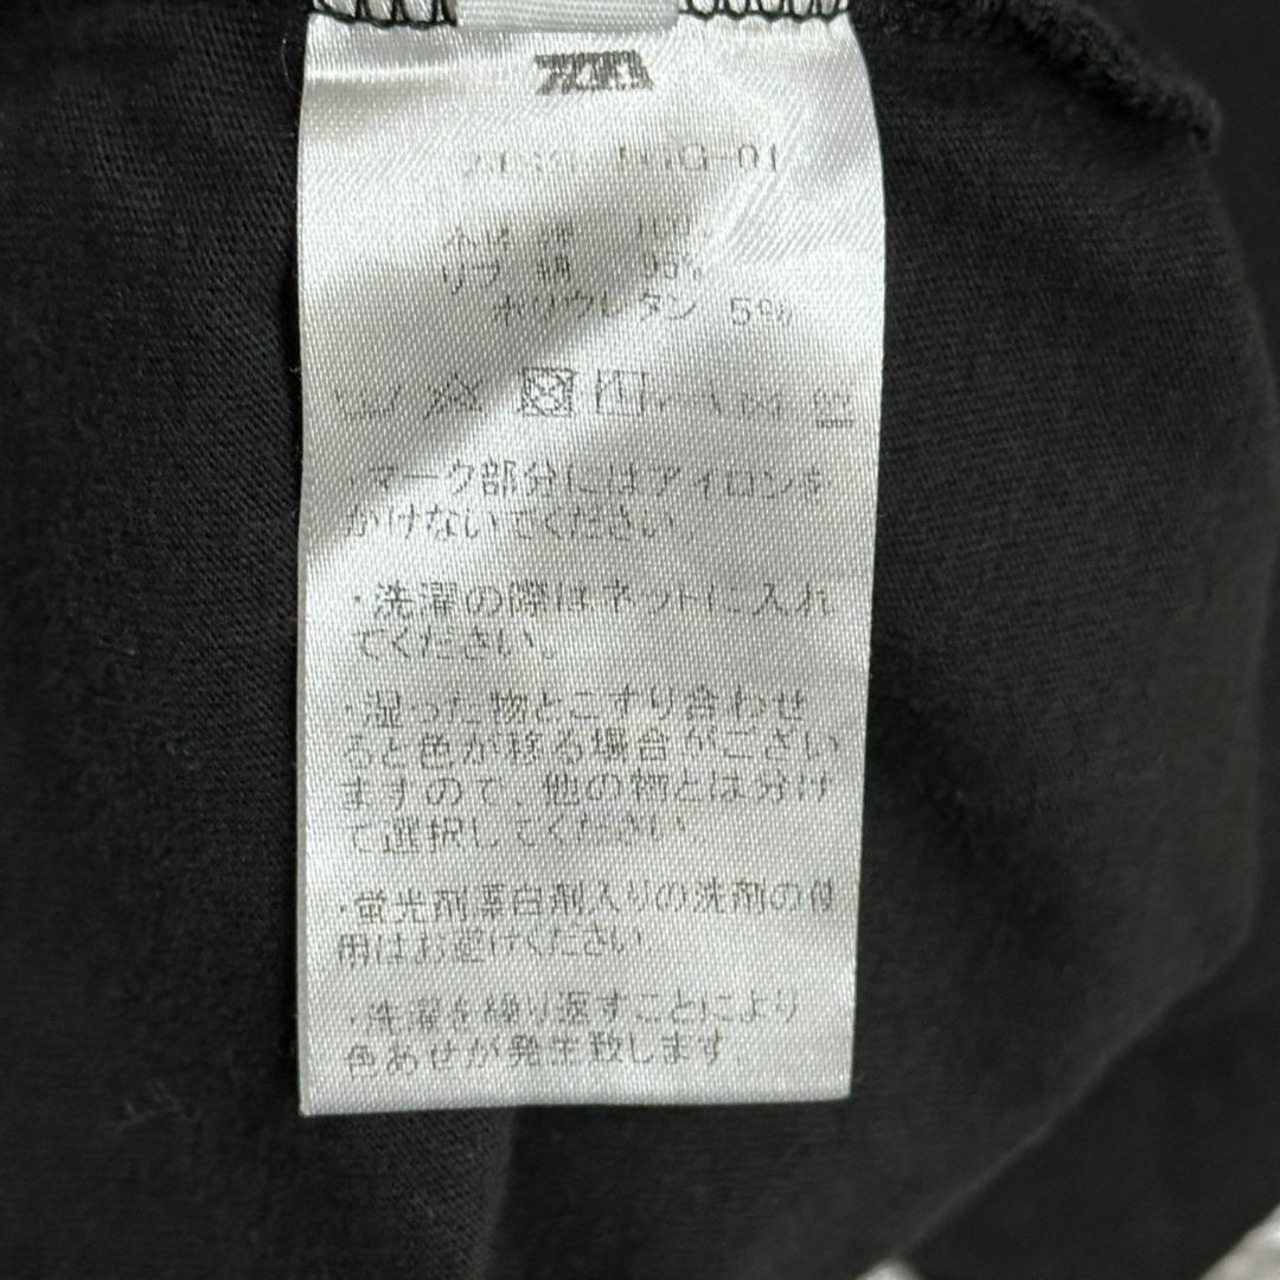 G-01
綿
リブ 綿 95%
ポリウレタン 5%
・マーク部分にはアイロンを
かけないでください。
・洗濯の際はネットに入れ
てください。
・湿った物とこすり合わせ
ると色が移る場合がござい
ますので、他の物とは分け
て選択してください。
・蛍光剤漂白剤入りの洗剤の使
用はお避けください。
・洗濯を繰り返すことにより
色あせが発生致します。